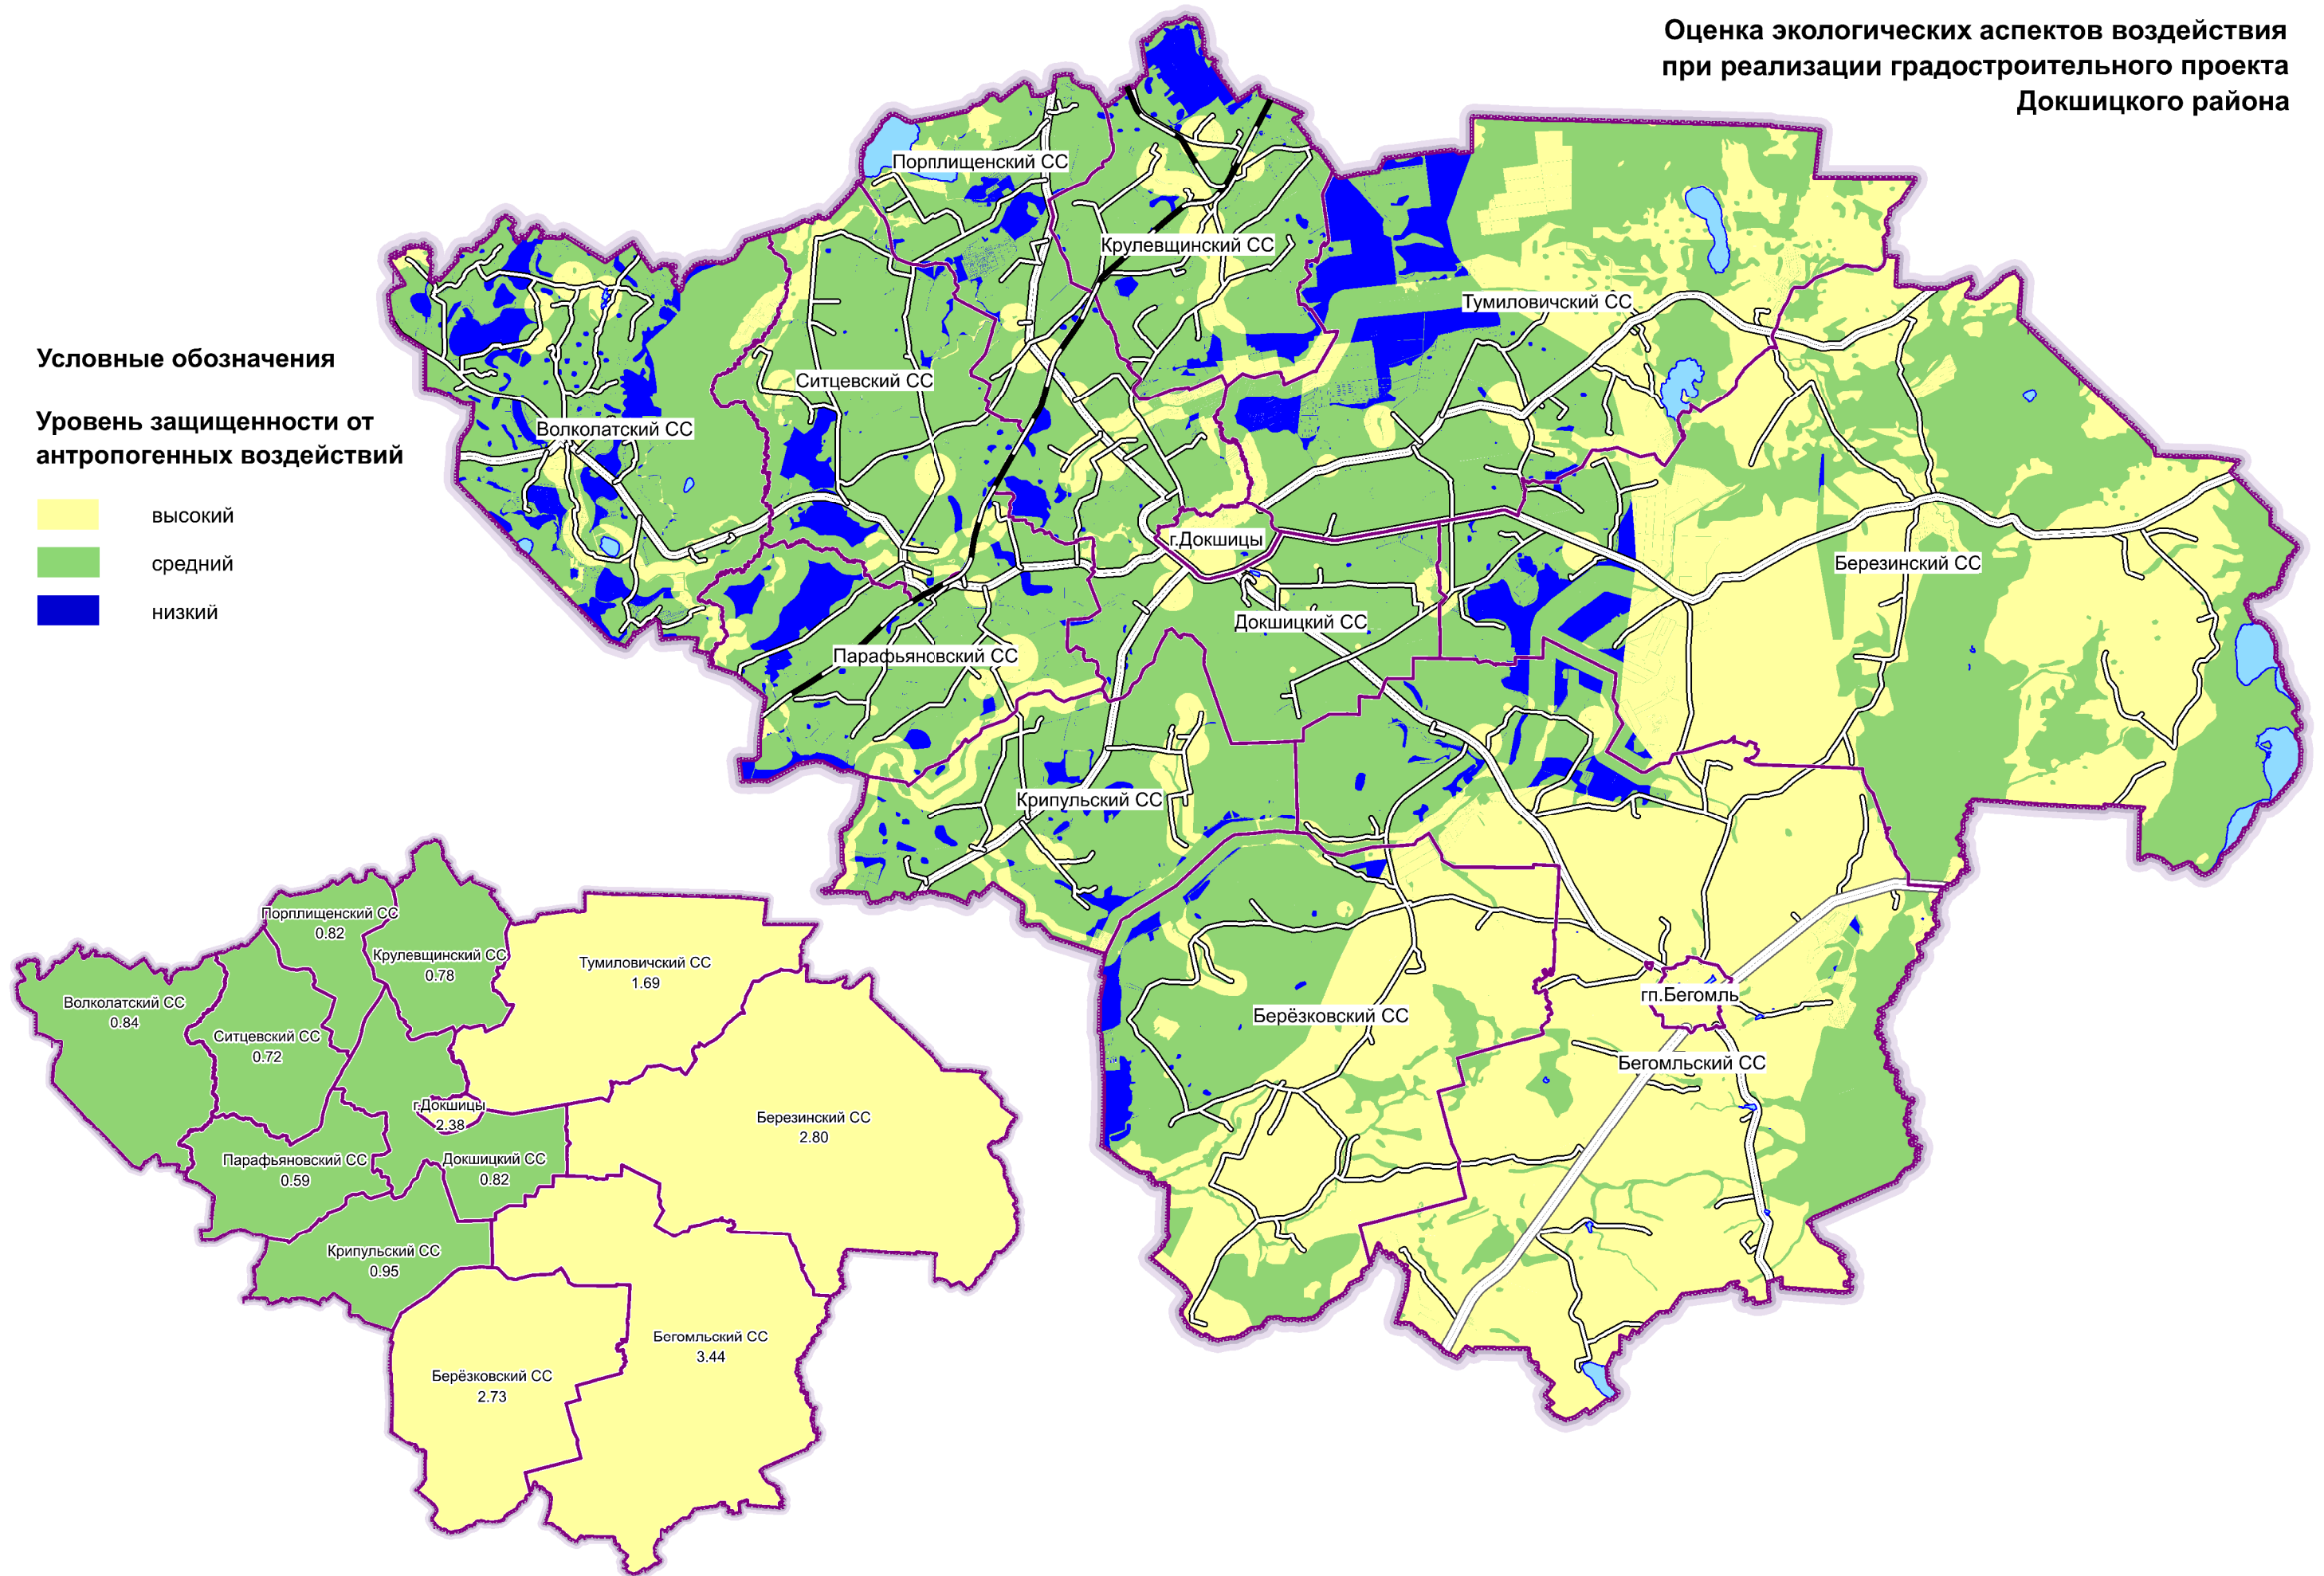 Оценка экологических аспектов воздействия
при реализации градостроительного проекта
Докшицкого района
Условные обозначения
Уровень защищенности от
антропогенных воздействий
высокий
средний
низкий
Порплищенский СС
Крулевщинский СС
Тумиловичский СС
Ситцевский СС
Волколатский СС
г.Докшицы
Березинский СС
Докшицкий СС
Парафьяновский СС
Крипульский СС
гп.Бегомль
Берёзковский СС
Бегомльский СС
Порплищенский СС
0.82
Крулевщинский СС
0.78
Тумиловичский СС
1.69
Волколатский СС
0.84
Ситцевский СС
0.72
г.Докшицы
2.38
Березинский СС
2.80
Парафьяновский СС
0.59
Докшицкий СС
0.82
Крипульский СС
0.95
Бегомльский СС
3.44
Берёзковский СС
2.73